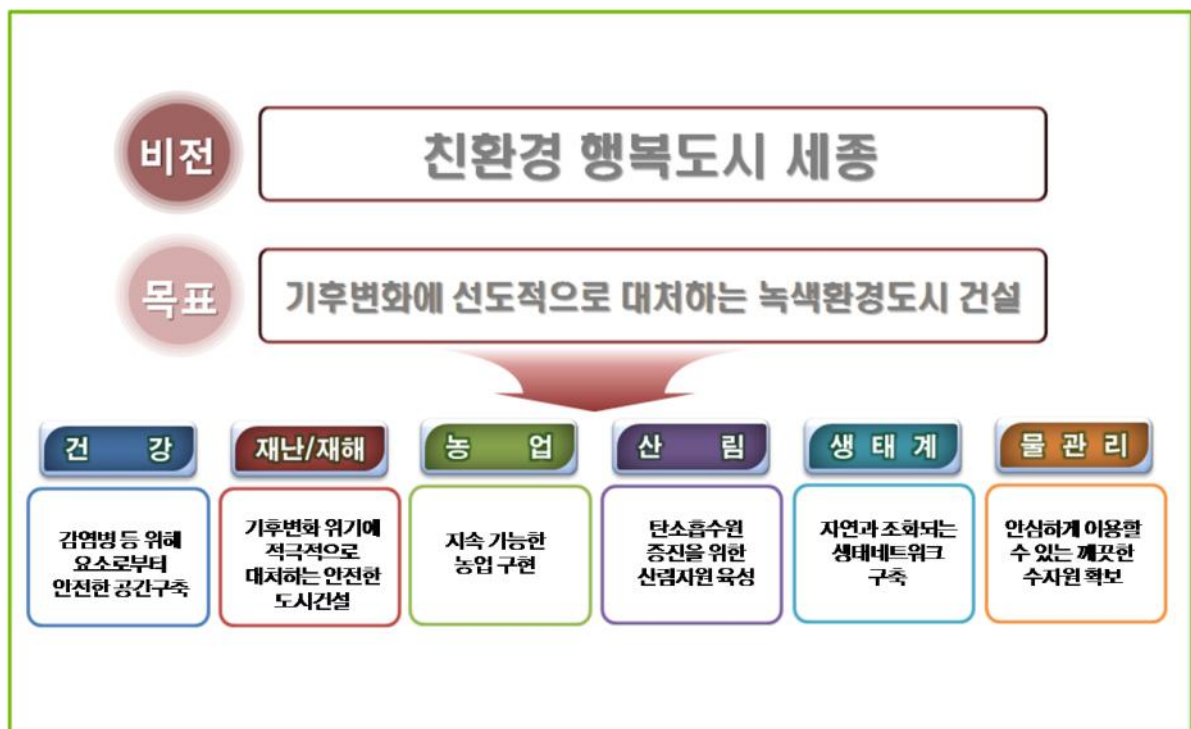 비전
친환경 행복도시 세종
목표
기후변화에 선도적으로 대처하는 녹색환경도시 건설
건 강
감염병 등 위해
요소로부터
안전한 공간구축
재난/재해
기후변화 위기에
적극적으로
대처하는 안전한
도시건설
농 업
지속 가능한
농업 구현
산 림
탄소흡수원
증진을 위한
산림자원 육성
생 태 계
자연과 조화되는
생태네트워크
구축
물 관 리
안심하게 이용할
수 있는 깨끗한
수자원 확보